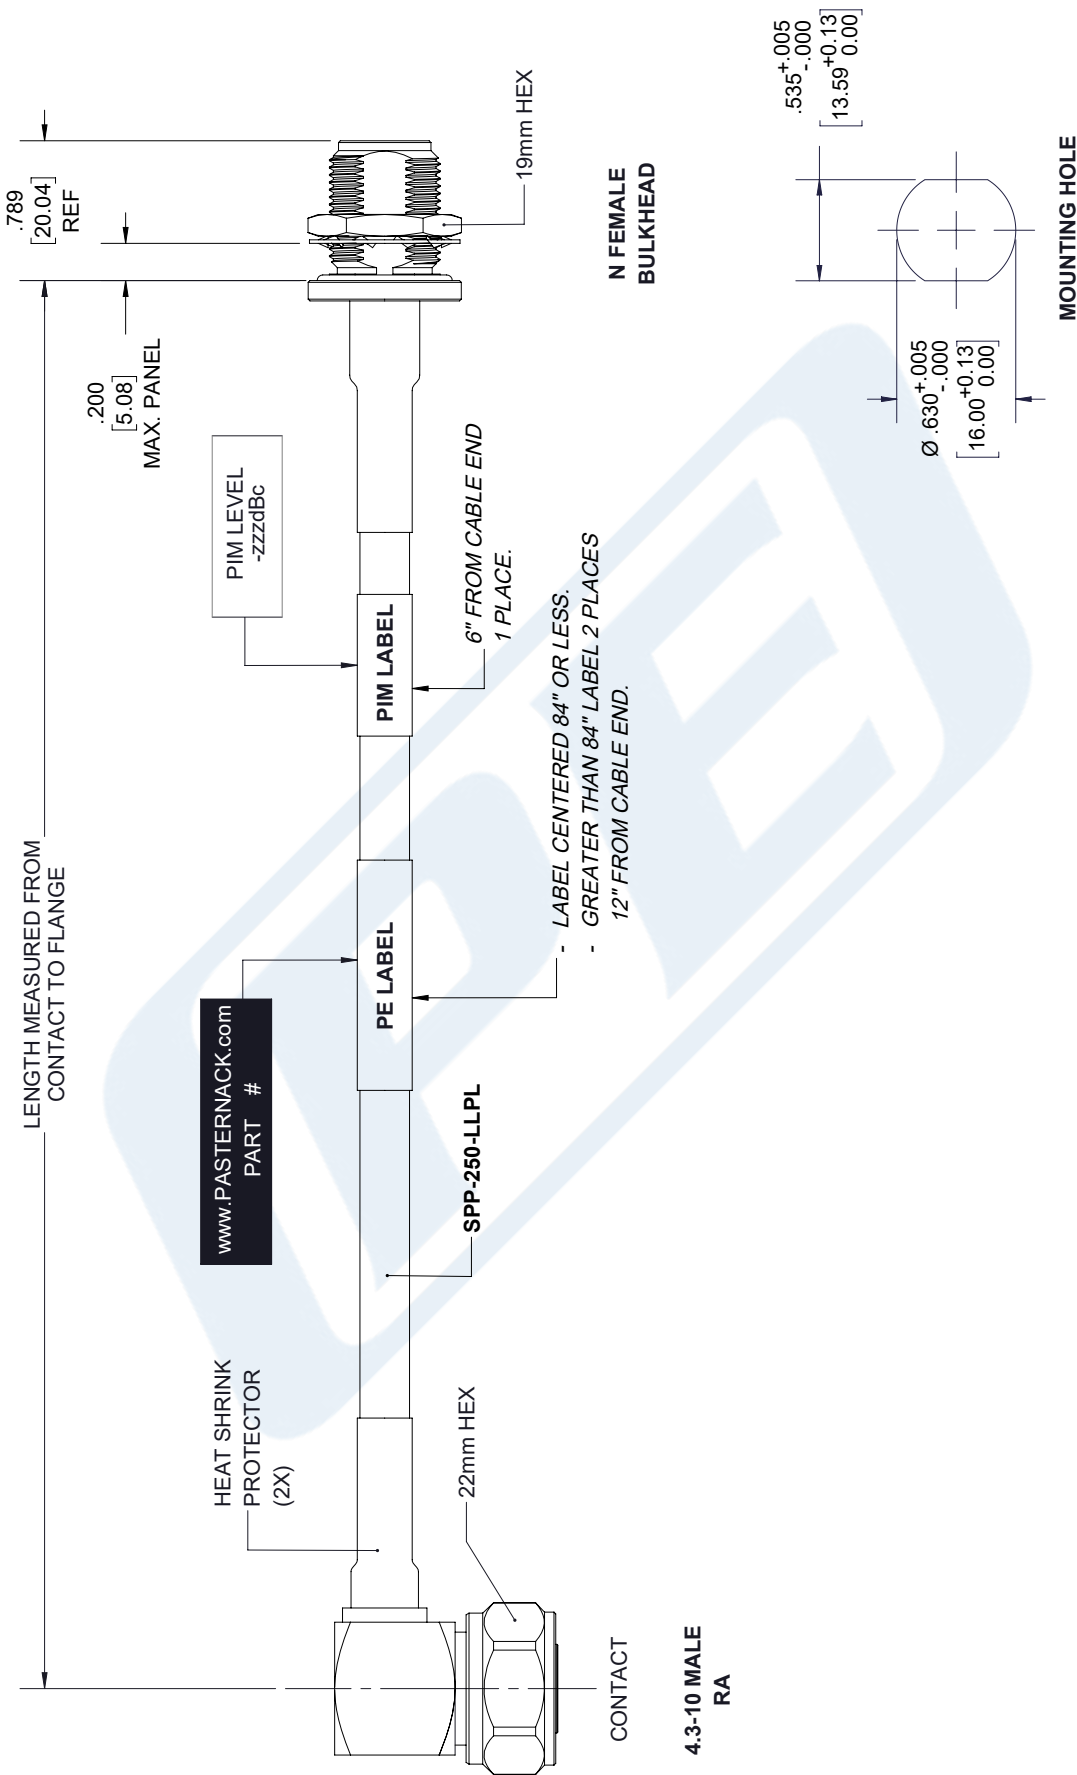 LENGTH MEASURED FROM
CONTACT TO FLANGE
.789
[20.04]
REF
.200
[5.08]
MAX. PANEL
HEAT SHRINK
PROTECTOR
(2X)
www.PASTERNACK.com
PART #
PIM LEVEL
-zzzdBc
PE LABEL
PIM LABEL
22mm HEX
SPP-250-LLPL
- LABEL CENTERED 84" OR LESS.
- GREATER THAN 84" LABEL 2 PLACES
12" FROM CABLE END.
6" FROM CABLE END
1 PLACE.
19mm HEX
CONTACT
4.3-10 MALE
RA
N FEMALE
BULKHEAD
.535 +.005
-.000
[13.59 +0.13
0.00]
Ø .630 +.005
-.000
[16.00 +0.13
0.00]
MOUNTING HOLE
PE